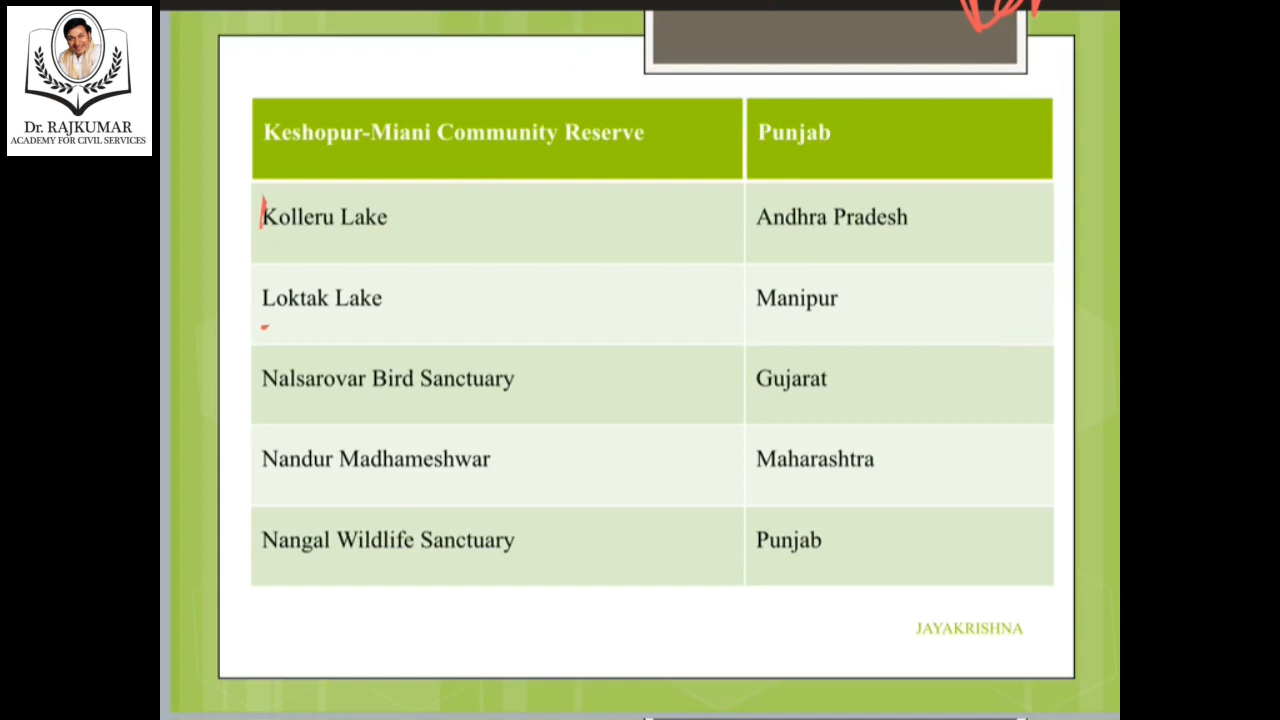 Dr. RAJKUMAR
ACADEMY FOR CIVIL SERVICES
Keshopur-Miani Community Reserve Punjab
Kolleru Lake Andhra Pradesh
Loktak Lake Manipur
Nalsarovar Bird Sanctuary Gujarat
Nandur Madhameshwar Maharashtra
Nangal Wildlife Sanctuary Punjab
JAYAKRISHNA